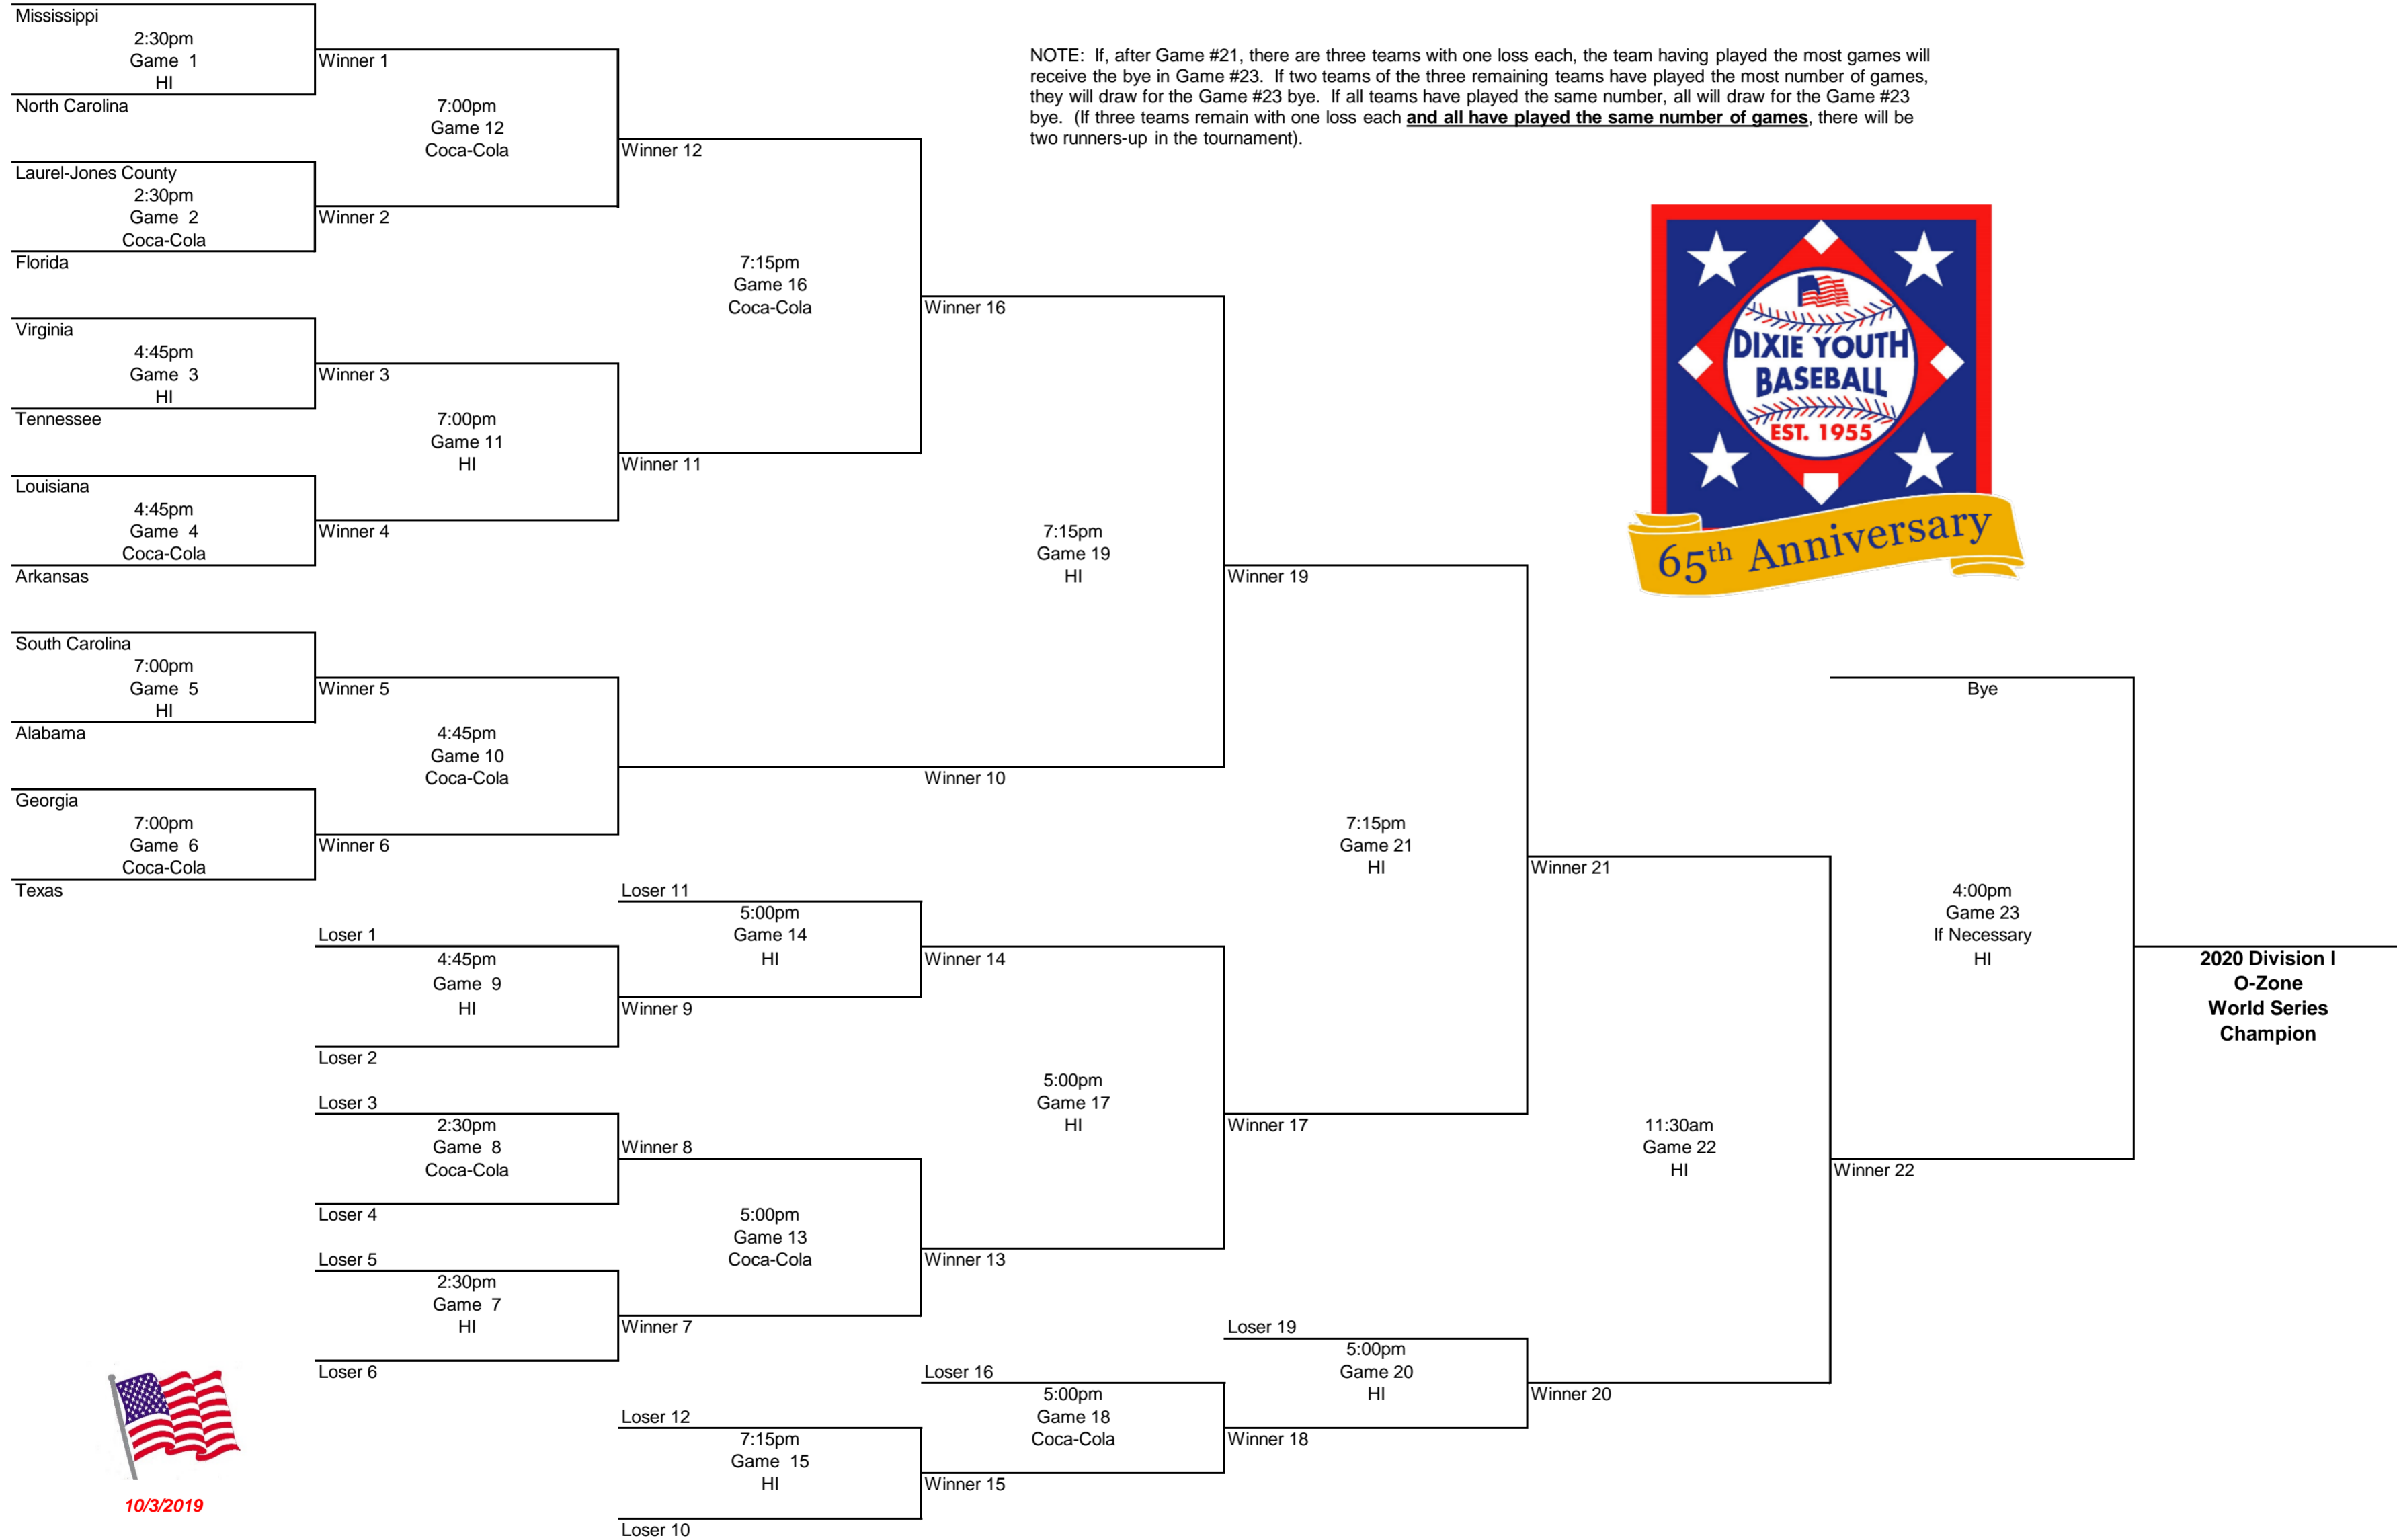 Mississippi
2:30pm
Game 1
HI
North Carolina
Laurel-Jones County
2:30pm
Game 2
Coca-Cola
Florida
Virginia
4:45pm
Game 3
HI
Tennessee
Louisiana
4:45pm
Game 4
Coca-Cola
Arkansas
South Carolina
7:00pm
Game 5
HI
Alabama
Georgia
7:00pm
Game 6
Coca-Cola
Texas
Winner 1
7:00pm
Game 12
Coca-Cola
Winner 2
Winner 3
7:00pm
Game 11
HI
Winner 4
Winner 5
4:45pm
Game 10
Coca-Cola
Winner 6
Loser 1
4:45pm
Game 9
HI
Loser 2
Loser 3
2:30pm
Game 8
Coca-Cola
Loser 4
Loser 5
2:30pm
Game 7
HI
Loser 6
Winner 12
7:15pm
Game 16
Coca-Cola
Winner 11
Loser 11
5:00pm
Game 14
HI
Winner 9
Winner 8
5:00pm
Game 13
Coca-Cola
Winner 7
Loser 12
7:15pm
Game 15
HI
Loser 10
Winner 16
7:15pm
Game 19
HI
Winner 10
Winner 14
5:00pm
Game 17
HI
Winner 13
Loser 16
5:00pm
Game 18
Coca-Cola
Winner 15
Winner 19
7:15pm
Game 21
HI
Winner 17
Loser 19
5:00pm
Game 20
HI
Winner 18
Winner 21
11:30am
Game 22
HI
Winner 20
Bye
4:00pm
Game 23
If Necessary
HI
Winner 22
2020 Division I
O-Zone
World Series
Champion
NOTE: If, after Game #21, there are three teams with one loss each, the team having played the most games will
receive the bye in Game #23. If two teams of the three remaining teams have played the most number of games,
they will draw for the Game #23 bye. If all teams have played the same number, all will draw for the Game #23
bye. (If three teams remain with one loss each and all have played the same number of games, there will be
two runners-up in the tournament).
DIXIE YOUTH
BASEBALL
EST. 1955
65th Anniversary
10/3/2019